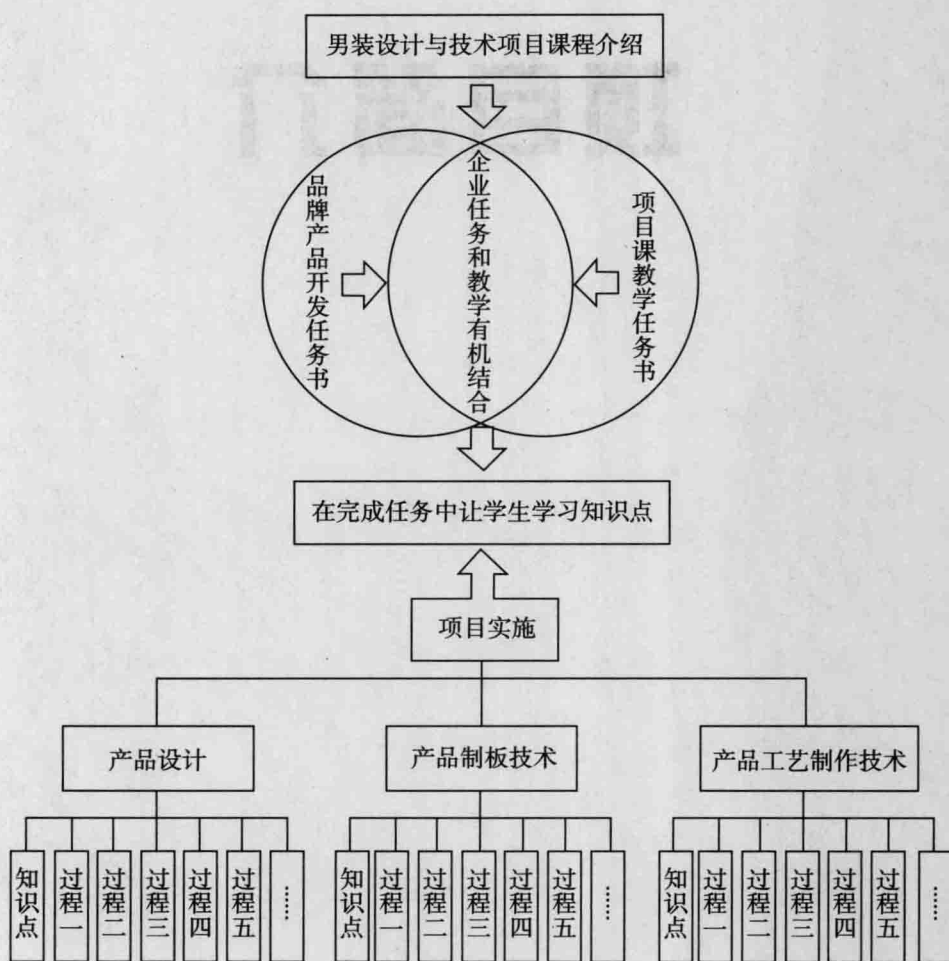 男装设计与技术项目课程介绍
品牌产品开发任务书
企业任务和教学有机结合
项目课教学任务书
在完成任务中让学生学习知识点
项目实施
产品设计
产品制板技术
产品工艺制作技术
知识点
过程一
过程二
过程三
过程四
过程五
……
知识点
过程一
过程二
过程三
过程四
过程五
……
知识点
过程一
过程二
过程三
过程四
过程五
……